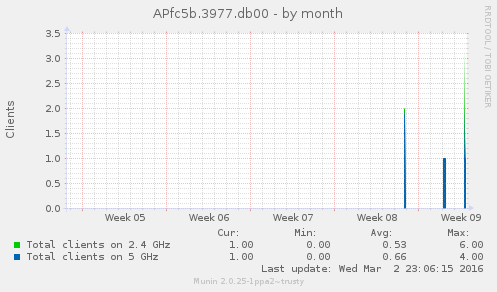 APfc5b.3977.db00 - by month
RRDTOOL / TOBI OETIKER
Clients
3.5
3.0
2.5
2.0
1.5
1.0
0.5
0.0
Week 05 Week 06 Week 07 Week 08 Week 09
Cur: Min: Avg: Max:
Total clients on 2.4 GHz 1.00 0.00 0.53 6.00
Total clients on 5 GHz 1.00 0.00 0.66 4.00
Last update: Wed Mar 2 23:06:15 2016
Munin 2.0.25-1ppa2~trusty